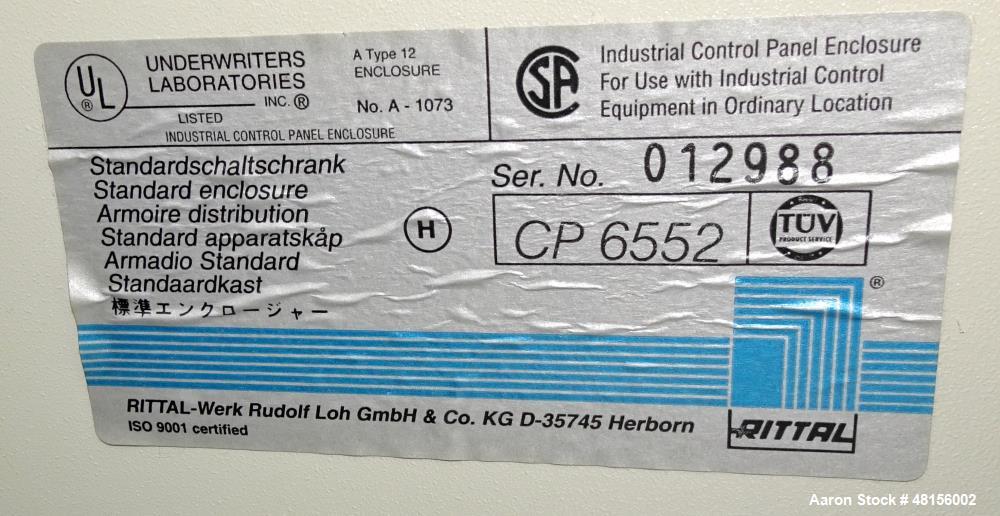 UL
®
UNDERWRITERS
LABORATORIES
INC. ®
LISTED
INDUSTRIAL CONTROL PANEL ENCLOSURE
A Type 12
ENCLOSURE
No. A - 1073
SA
Industrial Control Panel Enclosure
For Use with Industrial Control
Equipment in Ordinary Location
Standardschaltschrank
Standard enclosure
Armoire distribution
Standard apparatskåp
Armadio Standard
Standaardkast
標準エンクロージャー
H
Ser. No. 012988
CP 6552
TÜV
PRODUCT SERVICE
®
RITTAL-Werk Rudolf Loh GmbH & Co. KG D-35745 Herborn
ISO 9001 certified
RITTAL
Aaron Stock # 48156002